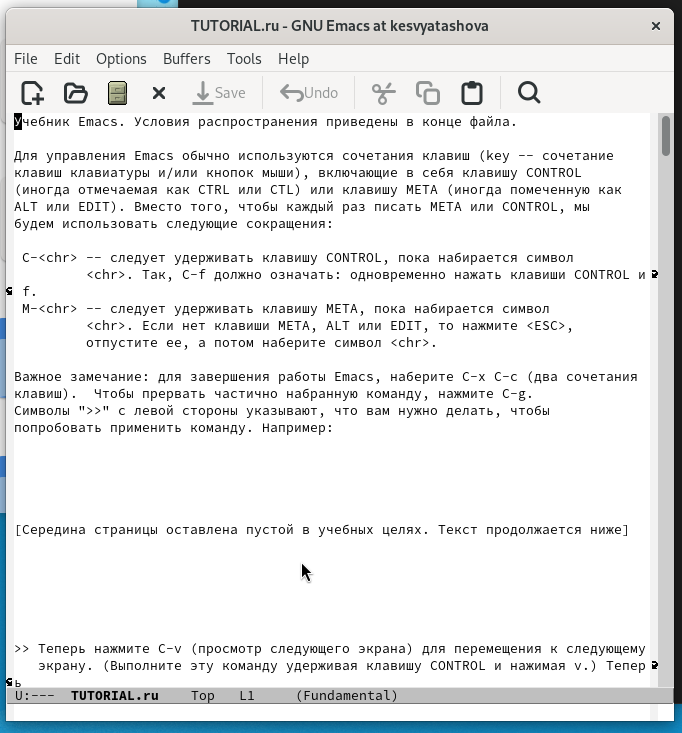 TUTORIAL.ru - GNU Emacs at kesvyatashova
File Edit Options Buffers Tools Help
Save Undo
Учебник Emacs. Условия распространения приведены в конце файла.
Для управления Emacs обычно используются сочетания клавиш (key -- сочетание
клавиш клавиатуры и/или кнопок мыши), включающие в себя клавишу CONTROL
(иногда отмечаемая как CTRL или CTL) или клавишу META (иногда помеченную как
ALT или EDIT). Вместо того, чтобы каждый раз писать META или CONTROL, мы
будем использовать следующие сокращения:
C-<chr> -- следует удерживать клавишу CONTROL, пока набирается символ
<chr>. Так, C-f должно означать: одновременно нажать клавиши CONTROL и
f.
M-<chr> -- следует удерживать клавишу META, пока набирается символ
<chr>. Если нет клавиши META, ALT или EDIT, то нажмите <ESC>,
отпустите ее, а потом наберите символ <chr>.
Важное замечание: для завершения работы Emacs, наберите C-x C-c (два сочетания
клавиш).  Чтобы прервать частично набранную команду, нажмите C-g.
Символы ">>" с левой стороны указывают, что вам нужно делать, чтобы
попробовать применить команду. Например:
[Середина страницы оставлена пустой в учебных целях. Текст продолжается ниже]
>> Теперь нажмите C-v (просмотр следующего экрана) для перемещения к следующему
экрану. (Выполните эту команду удерживая клавишу CONTROL и нажимая v.) Тепер
ь
U:--- TUTORIAL.ru Top L1 (Fundamental)